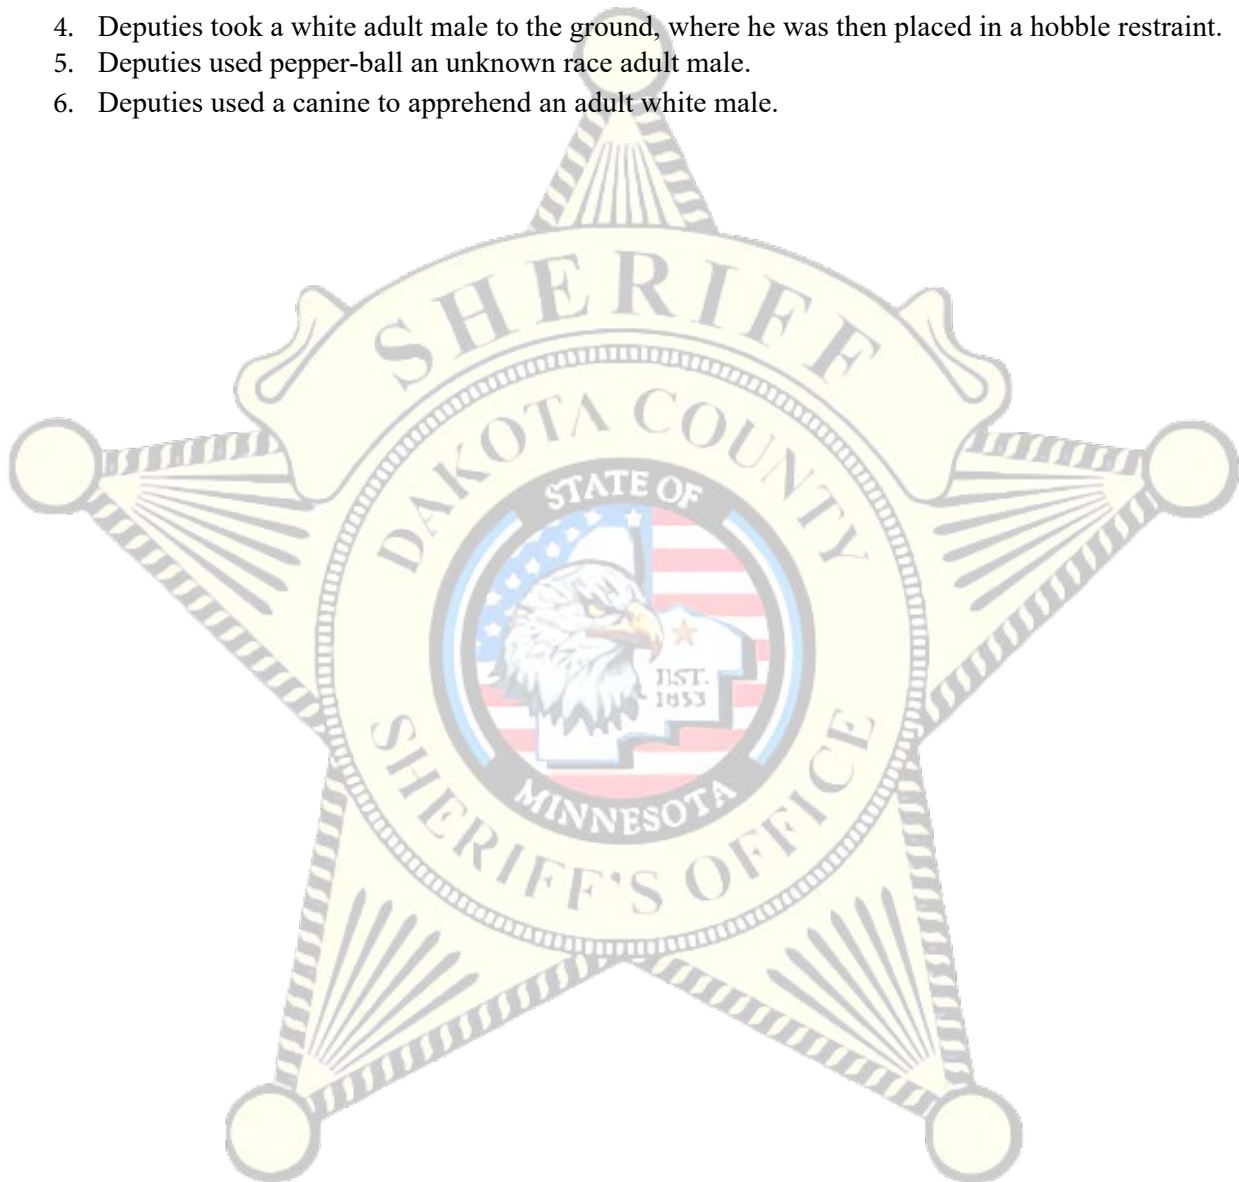 4. Deputies took a white adult male to the ground, where he was then placed in a hobble restraint.
5. Deputies used pepper-ball an unknown race adult male.
6. Deputies used a canine to apprehend an adult white male.
SHERIFF
DAKOTA COUNTY
STATE OF
EST.
1853
MINNESOTA
SHERIFF'S OFFICE